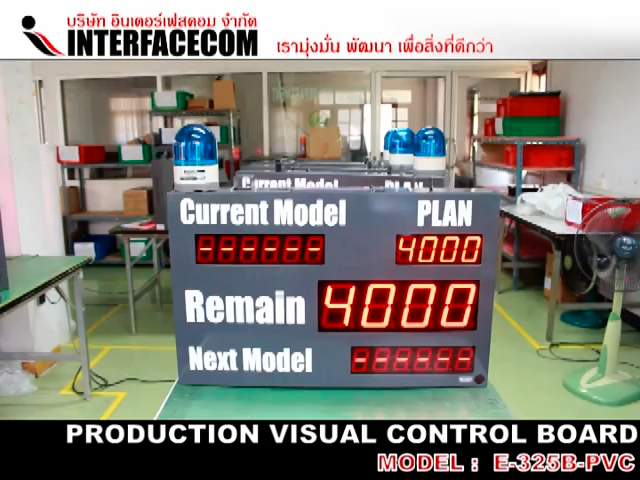 บริษัท อินเตอร์เฟสคอม จำกัด
INTERFACECOM
เรามุ่งมั่น พัฒนา เพื่อสิ่งที่ดีกว่า
Current Model PLAN
Current Model PLAN
------ 4000
Remain 4000
Next Model ------
PRODUCTION VISUAL CONTROL BOARD
MODEL : E-325B-PVC